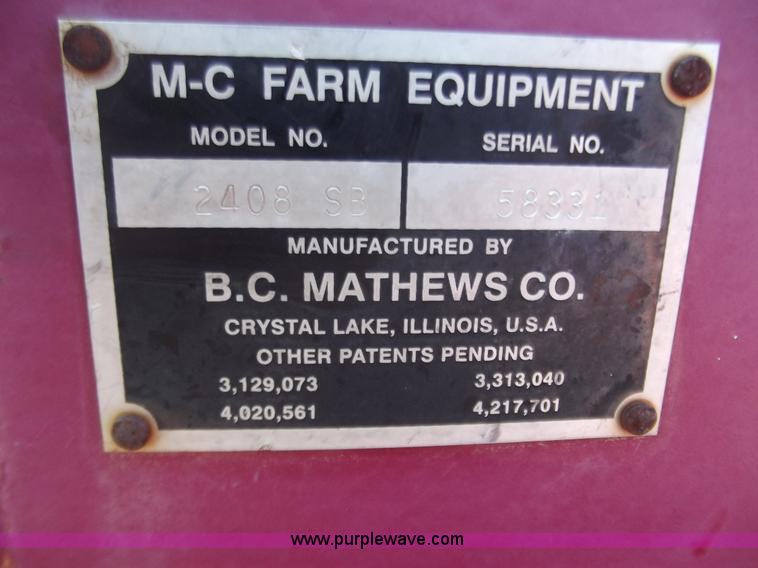 M-C FARM EQUIPMENT
MODEL NO. SERIAL NO.
2408 SB 58331
MANUFACTURED BY
B.C. MATHEWS CO.
CRYSTAL LAKE, ILLINOIS, U.S.A.
OTHER PATENTS PENDING
3,129,073 3,313,040
4,020,561 4,217,701
www.purplewave.com